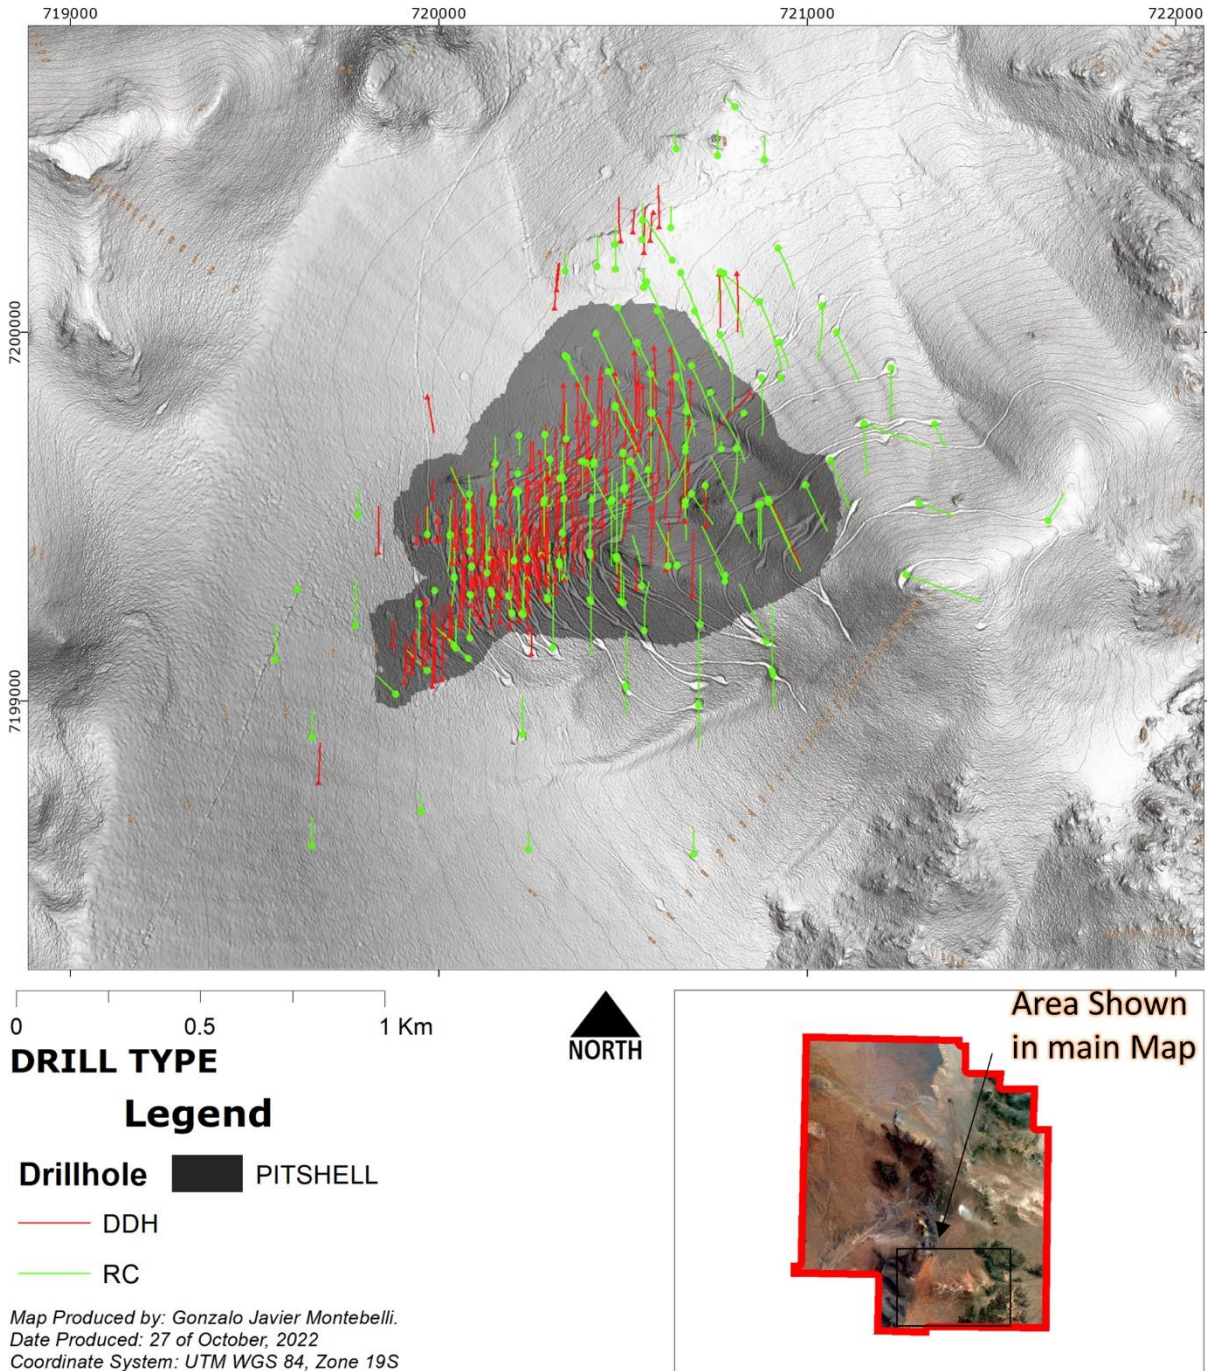 719000
720000
721000
722000
7200000
7199000
0
0.5
1 Km
NORTH
DRILL TYPE
Legend
Drillhole
PITSHELL
DDH
RC
Map Produced by: Gonzalo Javier Montebelli.
Date Produced: 27 of October, 2022
Coordinate System: UTM WGS 84, Zone 19S
Area Shown
in main Map